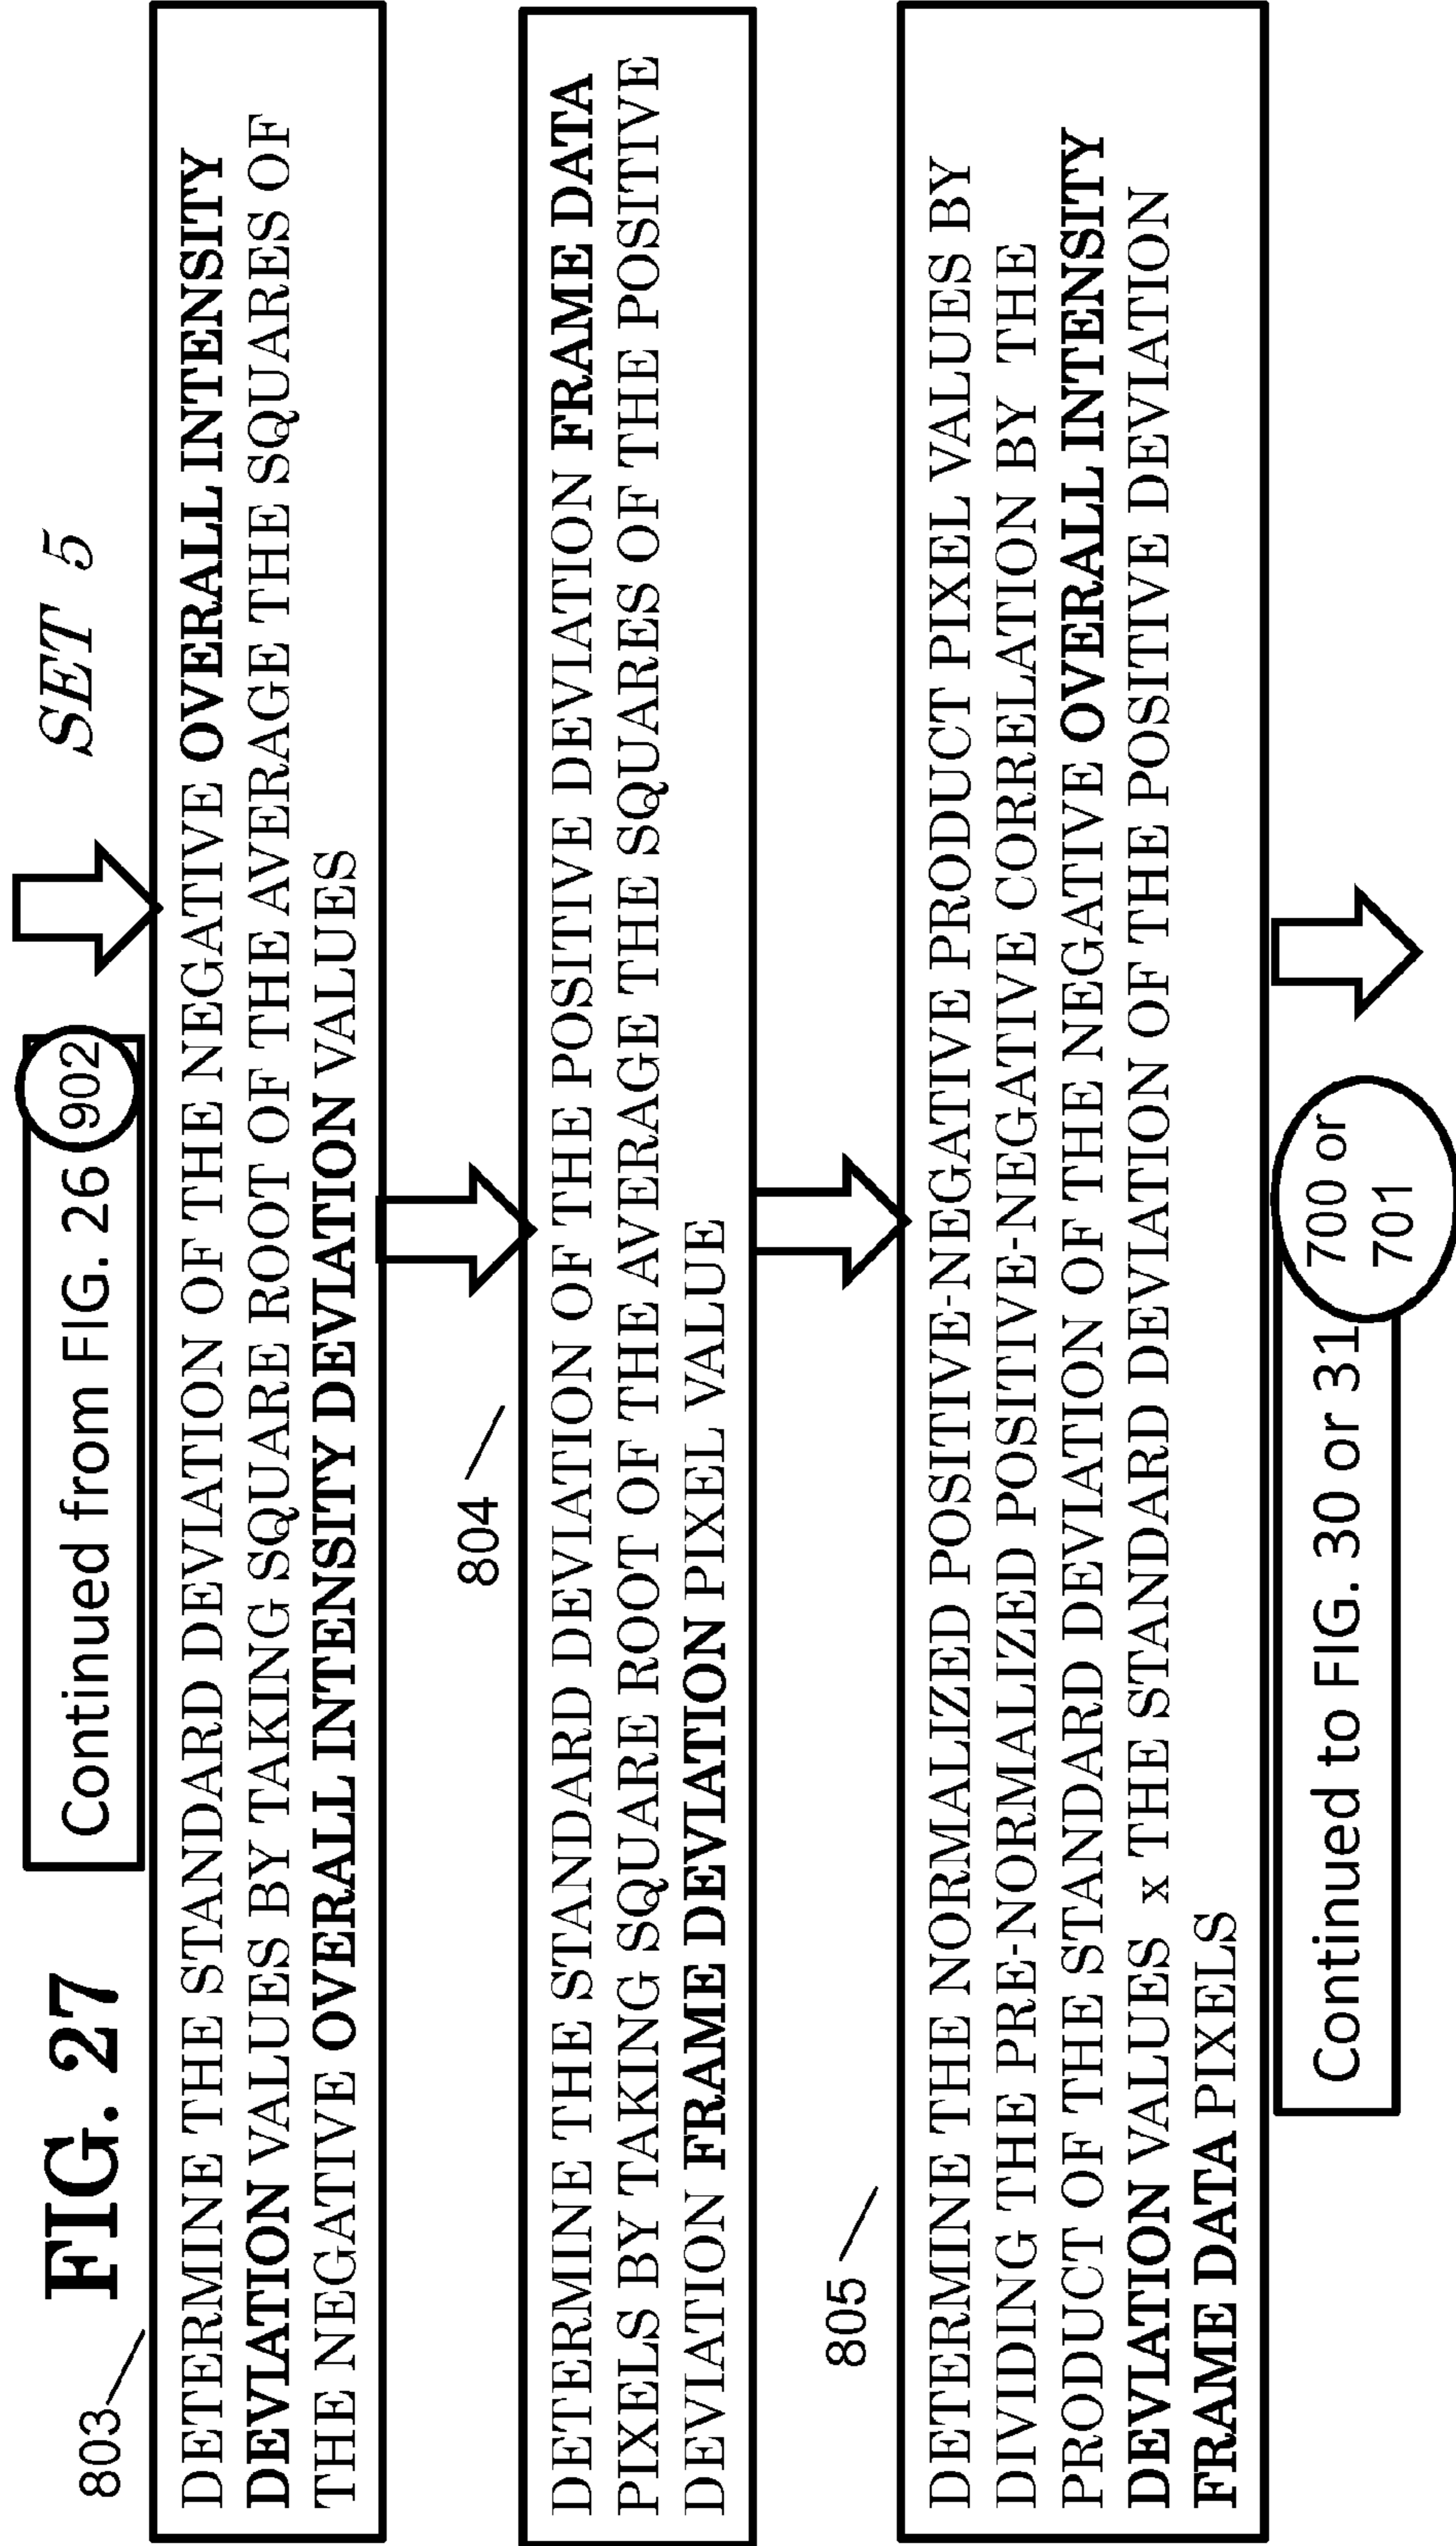 FIG. 27
Continued from FIG. 26 902
SET 5
803
DETERMINE THE STANDARD DEVIATION OF THE NEGATIVE OVERALL INTENSITY
DEVIATION VALUES BY TAKING SQUARE ROOT OF THE AVERAGE THE SQUARES OF
THE NEGATIVE OVERALL INTENSITY DEVIATION VALUES
804
DETERMINE THE STANDARD DEVIATION OF THE POSITIVE DEVIATION FRAME DATA
PIXELS BY TAKING SQUARE ROOT OF THE AVERAGE THE SQUARES OF THE POSITIVE
DEVIATION FRAME DEVIATION PIXEL VALUE
805
DETERMINE THE NORMALIZED POSITIVE-NEGATIVE PRODUCT PIXEL VALUES BY
DIVIDING THE PRE-NORMALIZED POSITIVE-NEGATIVE CORRELATION BY THE
PRODUCT OF THE STANDARD DEVIATION OF THE NEGATIVE OVERALL INTENSITY
DEVIATION VALUES x THE STANDARD DEVIATION OF THE POSITIVE DEVIATION
FRAME DATA PIXELS
Continued to FIG. 30 or 31
700 or
701